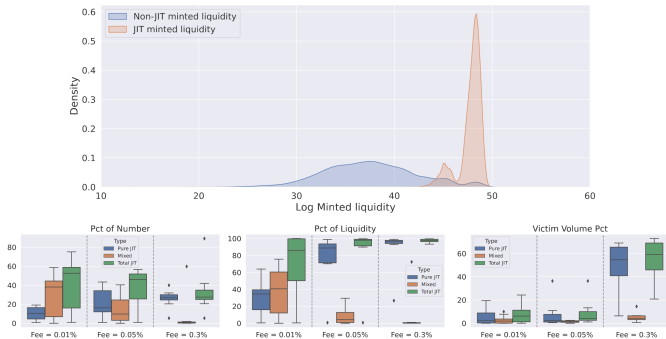 Non-JIT minted liquidity
JIT minted liquidity
Density
0.6
0.5
0.4
0.3
0.2
0.1
0.0
10 20 30 40 50 60
Log Minted liquidity
Pct of Number
80
60
40
20
0
Type
Pure JIT
Mixed
Total JIT
Fee = 0.01% Fee = 0.05% Fee = 0.3%
Pct of Liquidity
100
80
60
40
20
0
Type
Pure JIT
Mixed
Total JIT
Fee = 0.01% Fee = 0.05% Fee = 0.3%
Victim Volume Pct
60
40
20
0
Type
Pure JIT
Mixed
Total JIT
Fee = 0.01% Fee = 0.05% Fee = 0.3%